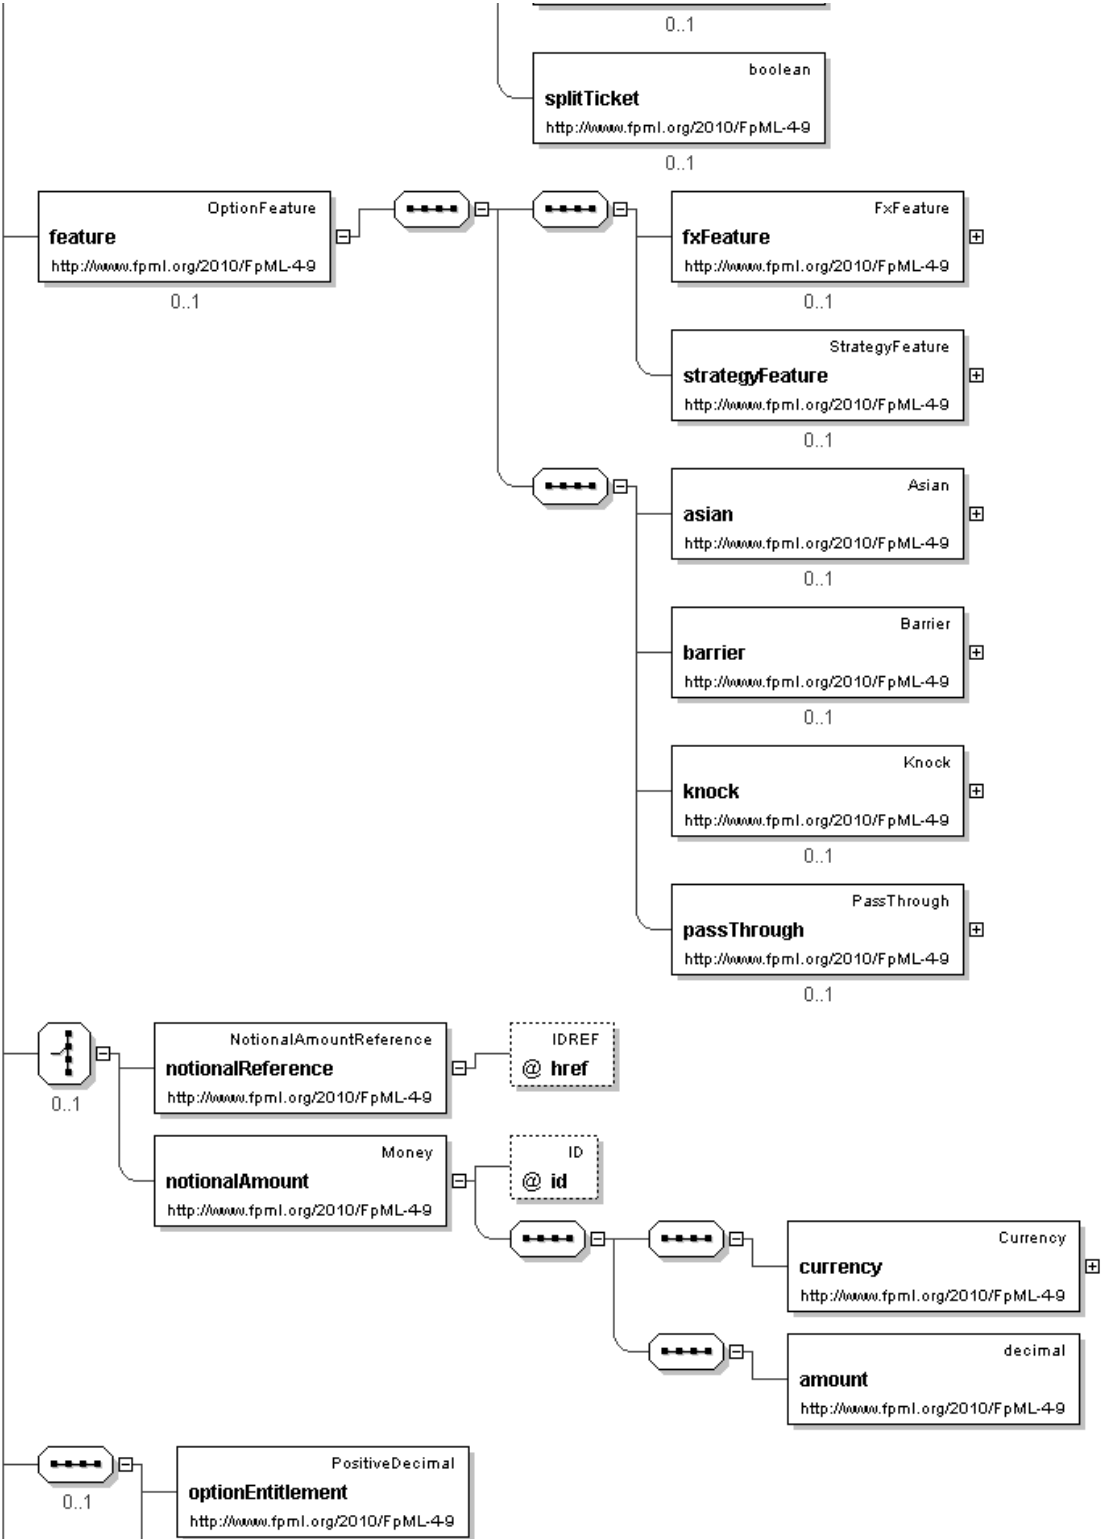 0..1
boolean
splitTicket
http://www.fpml.org/2010/FpML-4-9
0..1
OptionFeature
feature
http://www.fpml.org/2010/FpML-4-9
0..1
FxFeature
fxFeature
http://www.fpml.org/2010/FpML-4-9
0..1
StrategyFeature
strategyFeature
http://www.fpml.org/2010/FpML-4-9
0..1
Asian
asian
http://www.fpml.org/2010/FpML-4-9
0..1
Barrier
barrier
http://www.fpml.org/2010/FpML-4-9
0..1
Knock
knock
http://www.fpml.org/2010/FpML-4-9
0..1
PassThrough
passThrough
http://www.fpml.org/2010/FpML-4-9
0..1
0..1
NotionalAmountReference
notionalReference
http://www.fpml.org/2010/FpML-4-9
IDREF
@ href
Money
notionalAmount
http://www.fpml.org/2010/FpML-4-9
ID
@ id
Currency
currency
http://www.fpml.org/2010/FpML-4-9
decimal
amount
http://www.fpml.org/2010/FpML-4-9
0..1
PositiveDecimal
optionEntitlement
http://www.fpml.org/2010/FpML-4-9